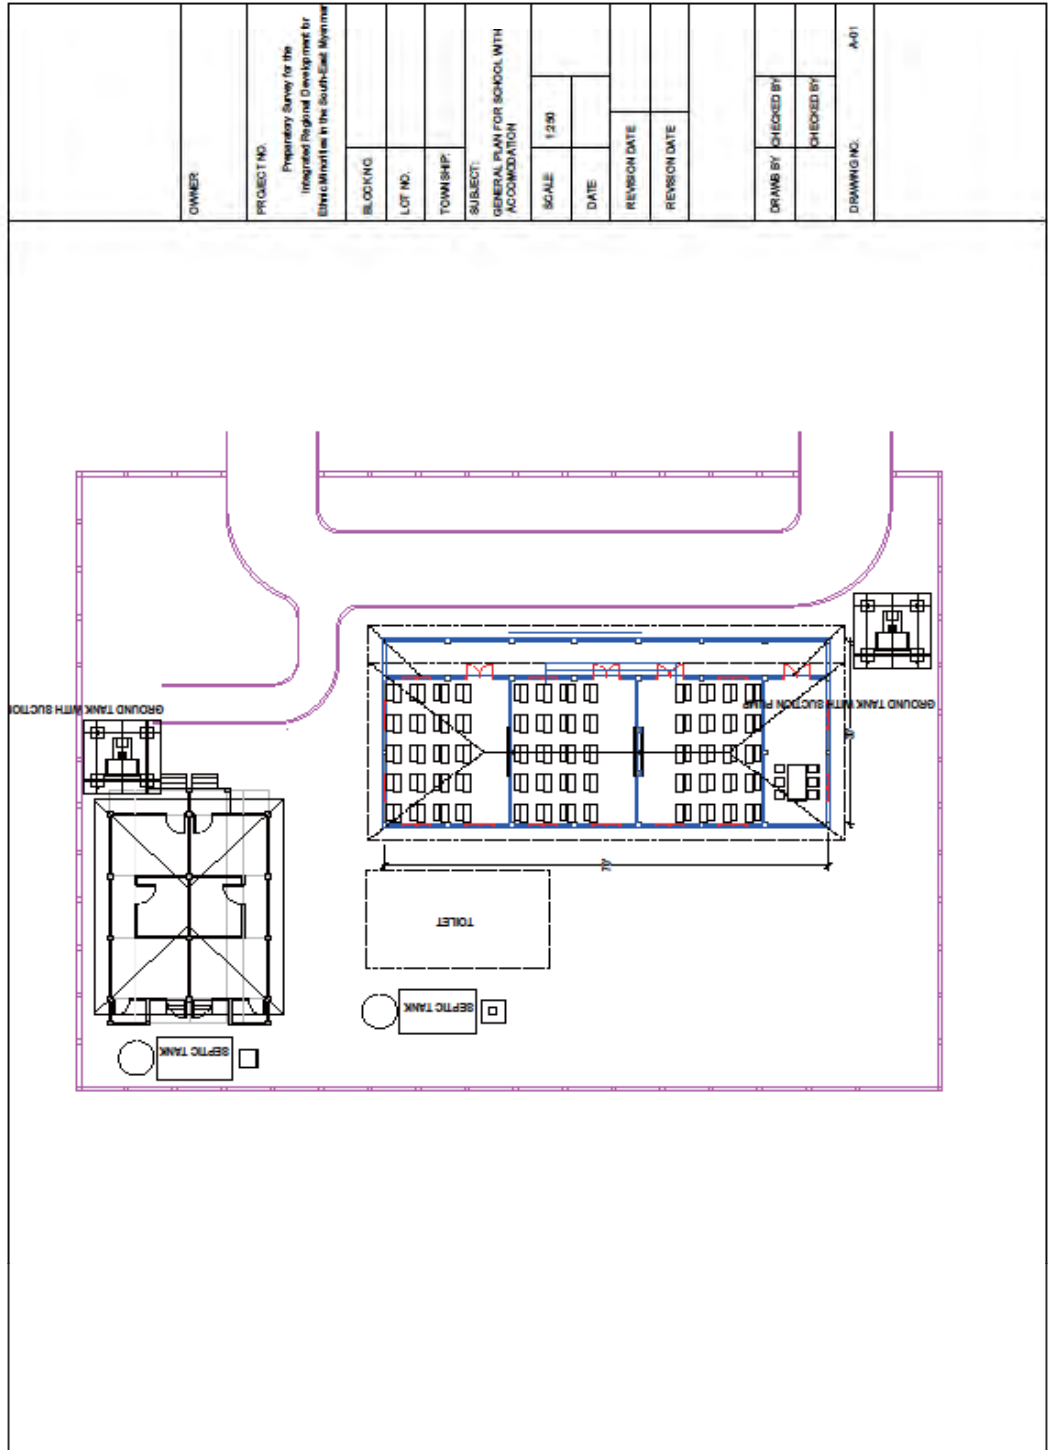 OWNER:
PROJECT NO.
Preparatory Survey for the
Integrated Regional Development for
Ethnic Minorities in the South-East Myanmar
BLOCK NO.
LOT NO.
TOWNSHIP:
SUBJECT:
GENERAL PLAN FOR SCHOOL WITH
ACCOMODATION
SCALE 1:250
DATE
REVISION DATE
REVISION DATE
DRAWB BY CHECKED BY
CHECKED BY
DRAWING NO. A-01
GROUND TANK WITH SUCTION
GROUND TANK WITH SUCTION PUMP
70'
TOILET
SEPTIC TANK
SEPTIC TANK